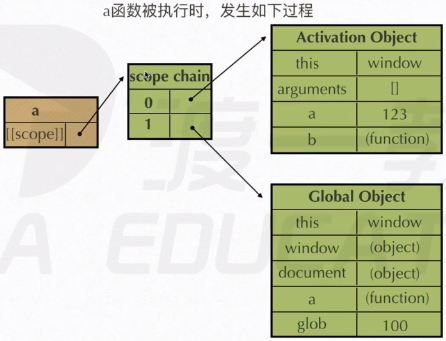 a函数被执行时，发生如下过程
a
[[scope]]
scope chain
0
1
Activation Object
this window
arguments []
a 123
b (function)
Global Object
this window
window (object)
document (object)
a (function)
glob 100
渡一教
A EDUCA